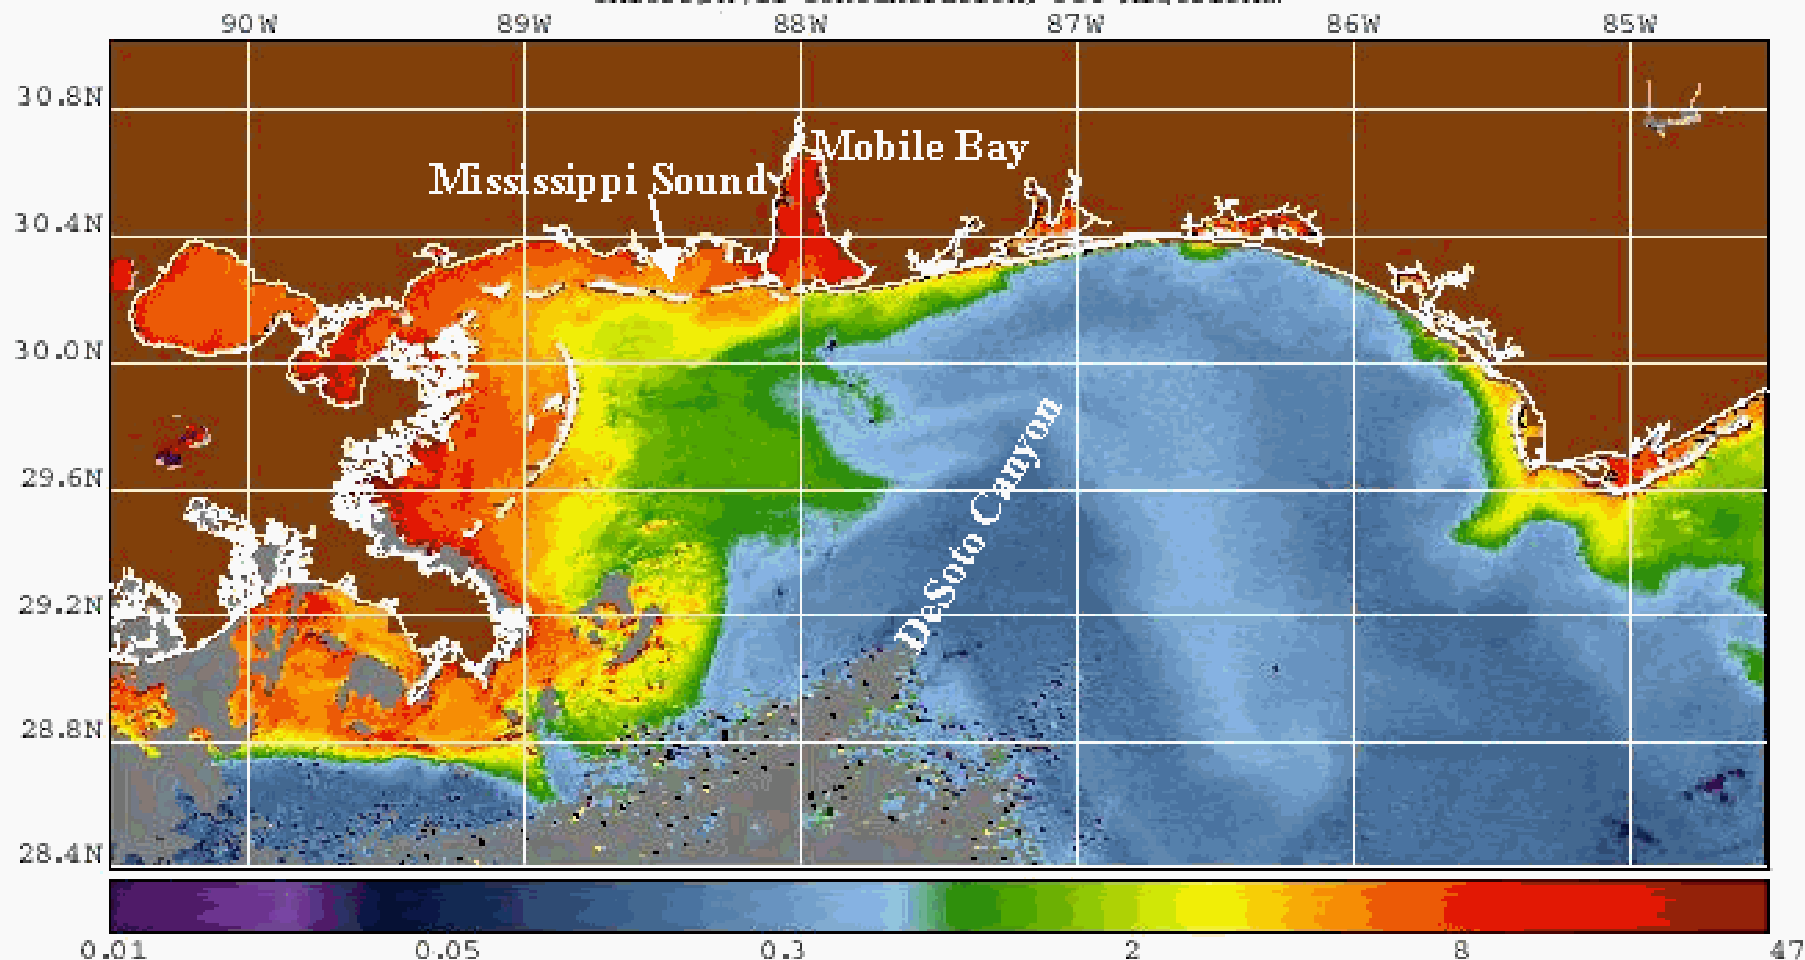 90W 89W 88W 87W 86W 85W
30.8N
Mobile Bay
Mississippi Sound
30.4N
30.0N
29.6N
DeSoto Canyon
29.2N
28.8N
28.4N
0.01 0.05 0.3 2 8 47